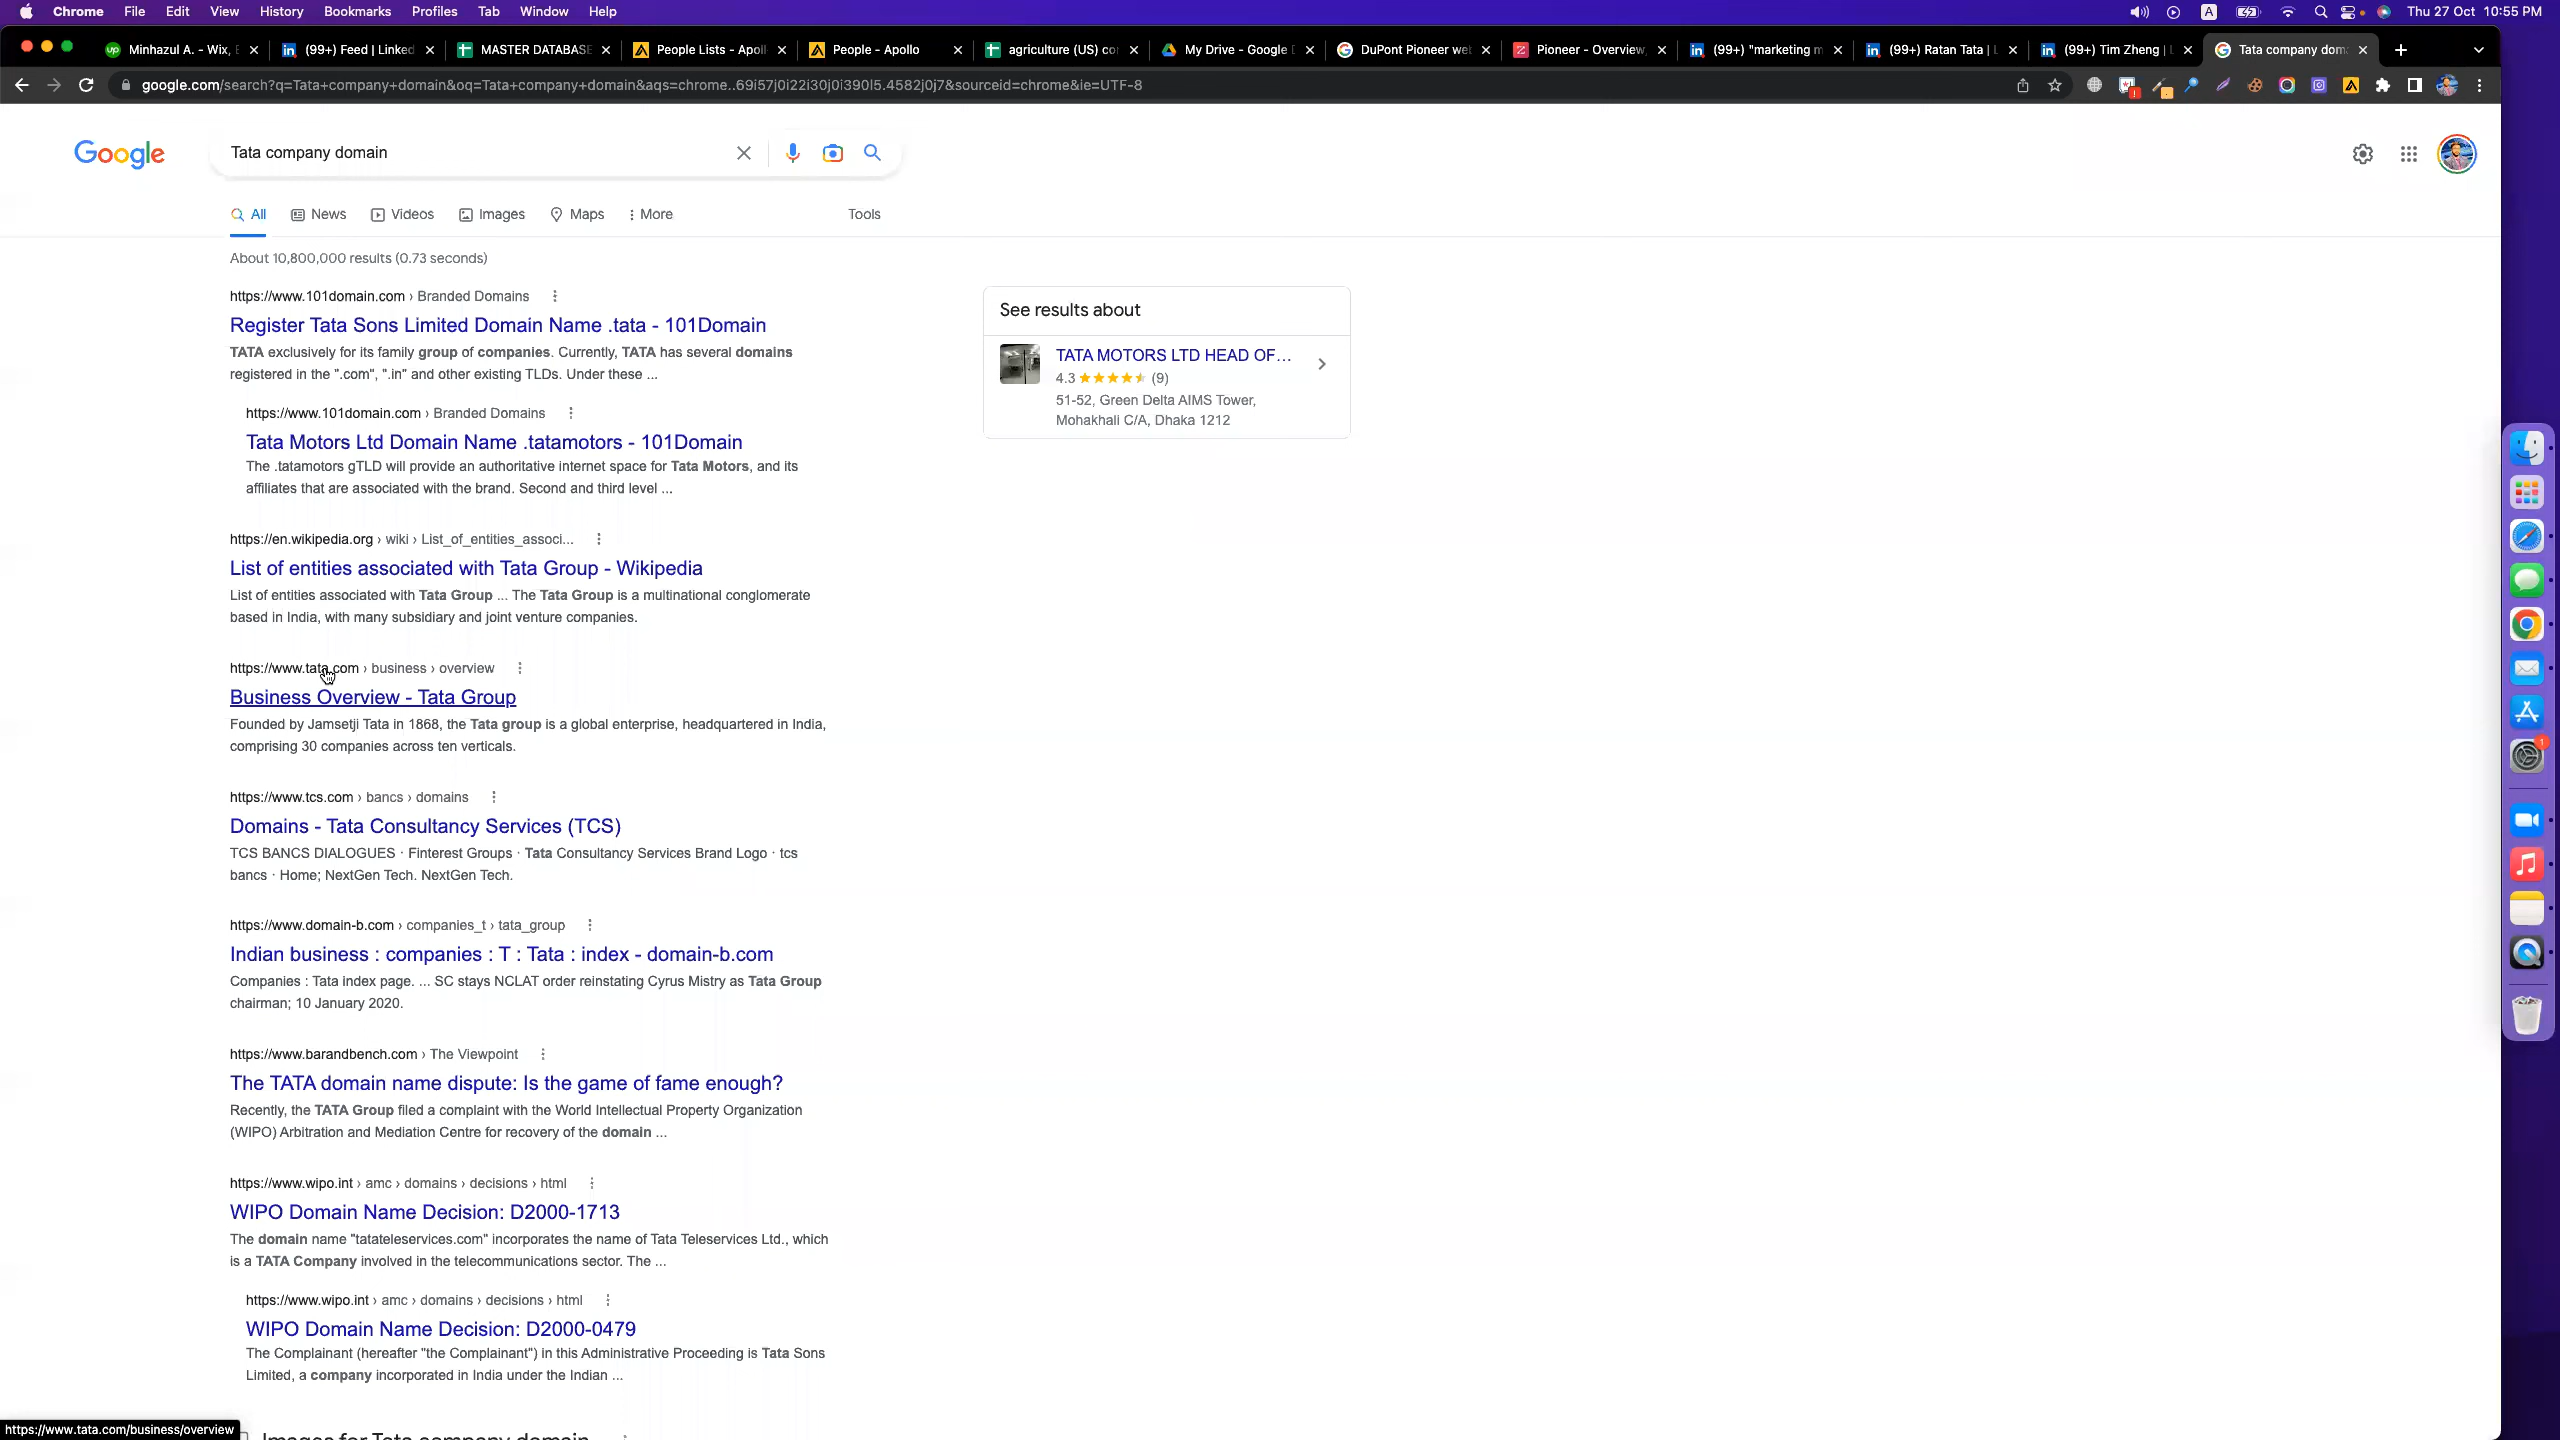 Chrome File Edit View History Bookmarks Profiles Tab Window Help
A Thu 27 Oct 10:55 PM
Minhazul A. - Wix, (99+) Feed | Linked MASTER DATABASE People Lists - Apol People - Apollo agriculture (US) co My Drive - Google DuPont Pioneer we Pioneer - Overview (99+) "marketing m (99+) Ratan Tata | (99+) Tim Zheng | Tata company dom
google.com/search?q=Tata+company+domain&oq=Tata+company+domain&aqs=chrome..69i57j0i22i30j0i390l5.4582j0j7&sourceid=chrome&ie=UTF-8
Google
Tata company domain
All News Videos Images Maps More Tools
About 10,800,000 results (0.73 seconds)
https://www.101domain.com › Branded Domains
Register Tata Sons Limited Domain Name .tata - 101Domain
TATA exclusively for its family group of companies. Currently, TATA has several domains
registered in the ".com", ".in" and other existing TLDs. Under these ...
https://www.101domain.com › Branded Domains
Tata Motors Ltd Domain Name .tatamotors - 101Domain
The .tatamotors gTLD will provide an authoritative internet space for Tata Motors, and its
affiliates that are associated with the brand. Second and third level ...
https://en.wikipedia.org › wiki › List_of_entities_associ...
List of entities associated with Tata Group - Wikipedia
List of entities associated with Tata Group ... The Tata Group is a multinational conglomerate
based in India, with many subsidiary and joint venture companies.
https://www.tata.com › business › overview
Business Overview - Tata Group
Founded by Jamsetji Tata in 1868, the Tata group is a global enterprise, headquartered in India,
comprising 30 companies across ten verticals.
https://www.tcs.com › bancs › domains
Domains - Tata Consultancy Services (TCS)
TCS BANCS DIALOGUES · Finterest Groups · Tata Consultancy Services Brand Logo · tcs
bancs · Home; NextGen Tech. NextGen Tech.
https://www.domain-b.com › companies_t › tata_group
Indian business : companies : T : Tata : index - domain-b.com
Companies : Tata index page. ... SC stays NCLAT order reinstating Cyrus Mistry as Tata Group
chairman; 10 January 2020.
https://www.barandbench.com › The Viewpoint
The TATA domain name dispute: Is the game of fame enough?
Recently, the TATA Group filed a complaint with the World Intellectual Property Organization
(WIPO) Arbitration and Mediation Centre for recovery of the domain ...
https://www.wipo.int › amc › domains › decisions › html
WIPO Domain Name Decision: D2000-1713
The domain name "tatateleservices.com" incorporates the name of Tata Teleservices Ltd., which
is a TATA Company involved in the telecommunications sector. The ...
https://www.wipo.int › amc › domains › decisions › html
WIPO Domain Name Decision: D2000-0479
The Complainant (hereafter "the Complainant") in this Administrative Proceeding is Tata Sons
Limited, a company incorporated in India under the Indian ...
Images for Tata company domain
https://www.tata.com/business/overview
See results about
TATA MOTORS LTD HEAD OF...
4.3 (9)
51-52, Green Delta AIMS Tower,
Mohakhali C/A, Dhaka 1212
1